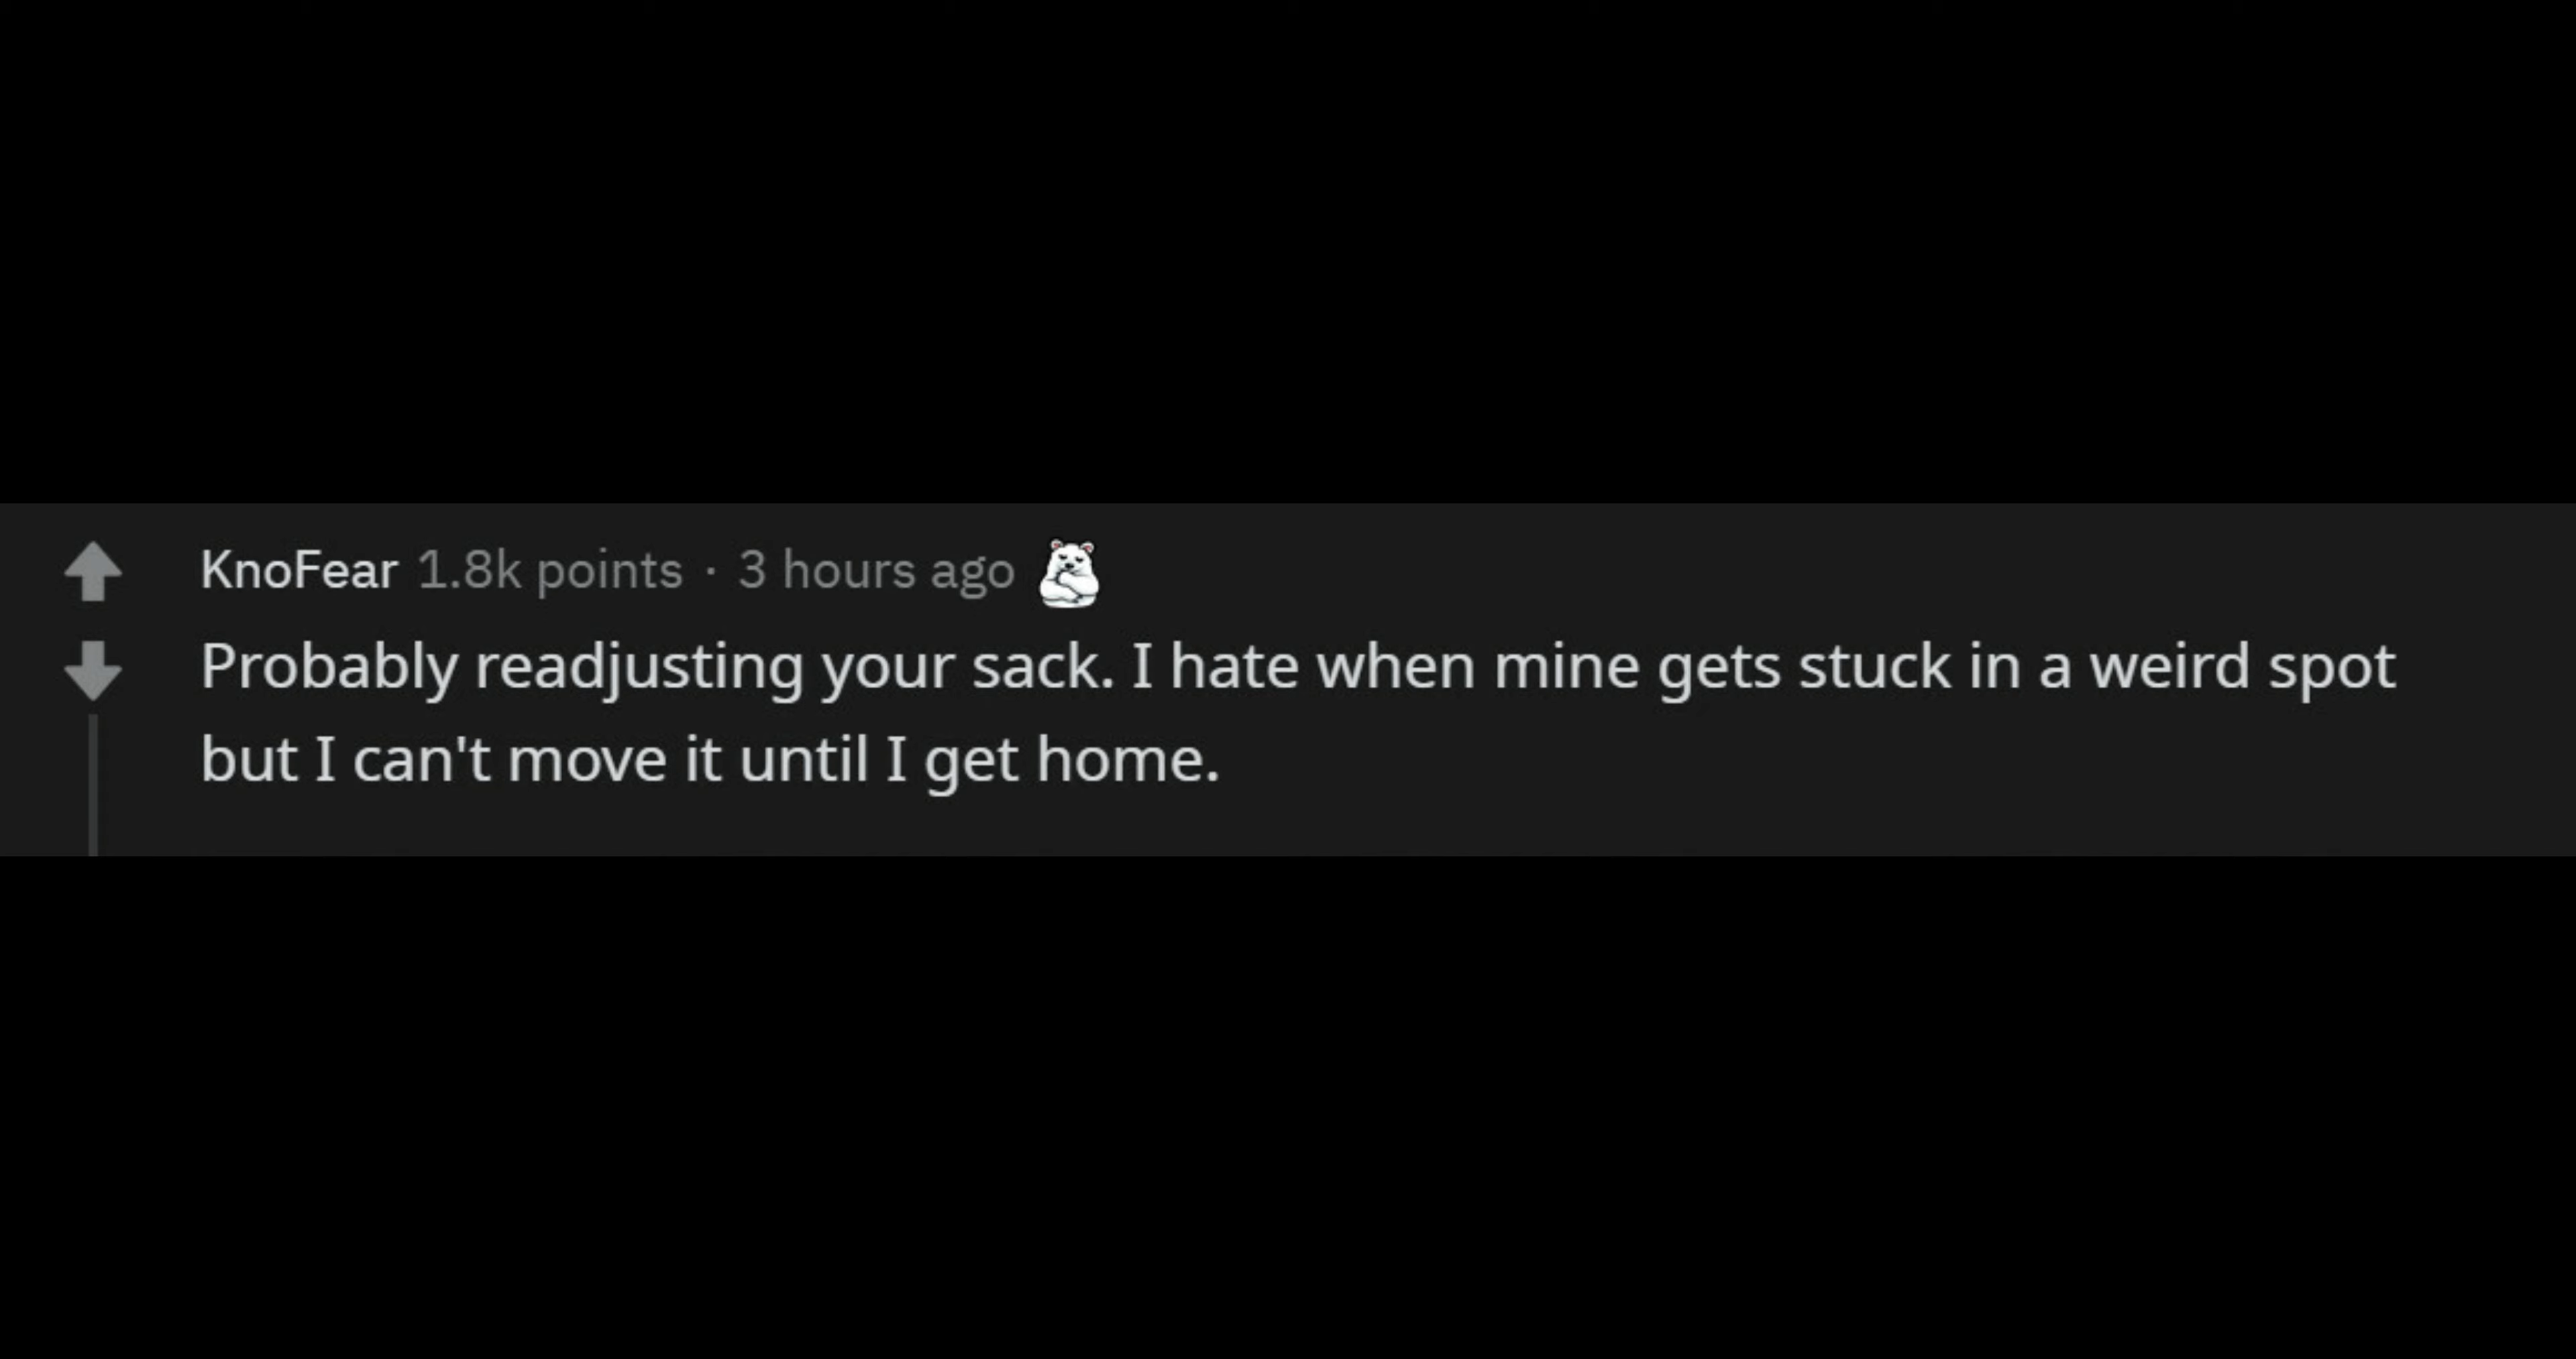 KnoFear 1.8k points · 3 hours ago
Probably readjusting your sack. I hate when mine gets stuck in a weird spot
but I can't move it until I get home.